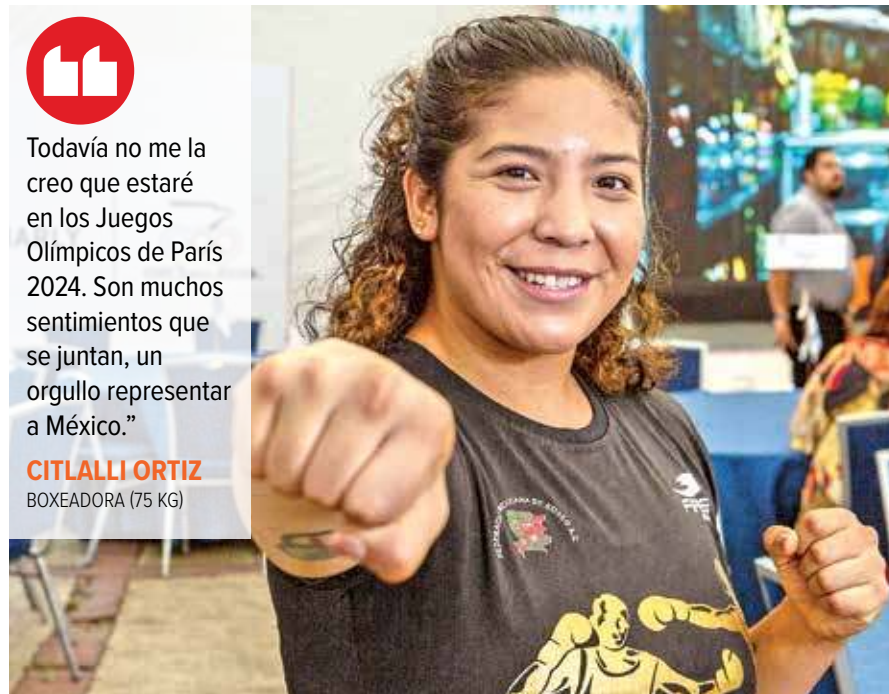 Todavía no me la
creo que estaré
en los Juegos
Olímpicos de París
2024. Son muchos
sentimientos que
se juntan, un
orgullo representar
a México.”
CITLALLI ORTIZ
BOXEADORA (75 KG)